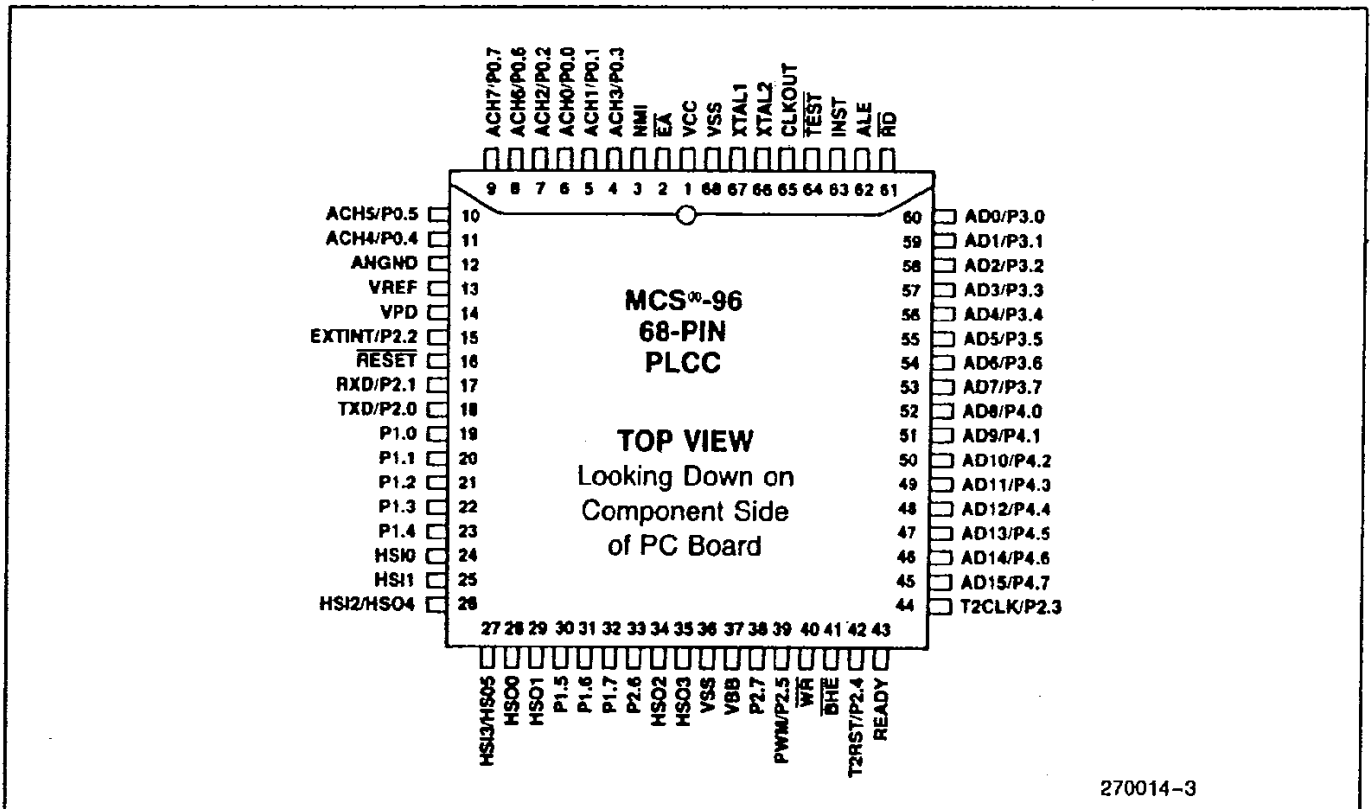 ACH7/P0.7
ACH6/P0.6
ACH2/P0.2
ACH0/P0.0
ACH1/P0.1
ACH3/P0.3
NMI
EA
VCC
VSS
XTAL1
XTAL2
CLKOUT
TEST
INST
ALE
RD
9 8 7 6 5 4 3 2 1 68 67 66 65 64 63 62 61
ACH5/P0.5 10
ACH4/P0.4 11
ANGND 12
VREF 13
VPD 14
EXTINT/P2.2 15
RESET 16
RXD/P2.1 17
TXD/P2.0 18
P1.0 19
P1.1 20
P1.2 21
P1.3 22
P1.4 23
HSI0 24
HSI1 25
HSI2/HSO4 26
MCS®-96
68-PIN
PLCC
TOP VIEW
Looking Down on
Component Side
of PC Board
60 AD0/P3.0
59 AD1/P3.1
58 AD2/P3.2
57 AD3/P3.3
56 AD4/P3.4
55 AD5/P3.5
54 AD6/P3.6
53 AD7/P3.7
52 AD8/P4.0
51 AD9/P4.1
50 AD10/P4.2
49 AD11/P4.3
48 AD12/P4.4
47 AD13/P4.5
46 AD14/P4.6
45 AD15/P4.7
44 T2CLK/P2.3
27 28 29 30 31 32 33 34 35 36 37 38 39 40 41 42 43
HSI3/HSO5
HSO0
HSO1
P1.5
P1.6
P1.7
P2.6
HSO2
HSO3
VSS
VBB
P2.7
PWM/P2.5
WR
BHE
T2RST/P2.4
READY
270014-3